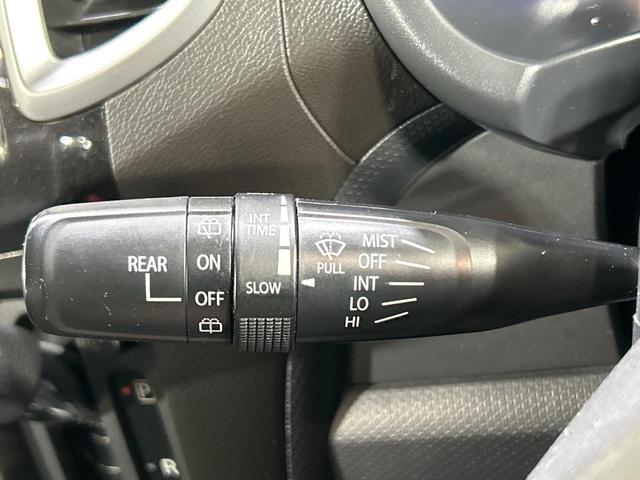 REAR
ON
OFF
INT
TIME
SLOW
PULL
MIST
OFF
INT
LO
HI
P
R